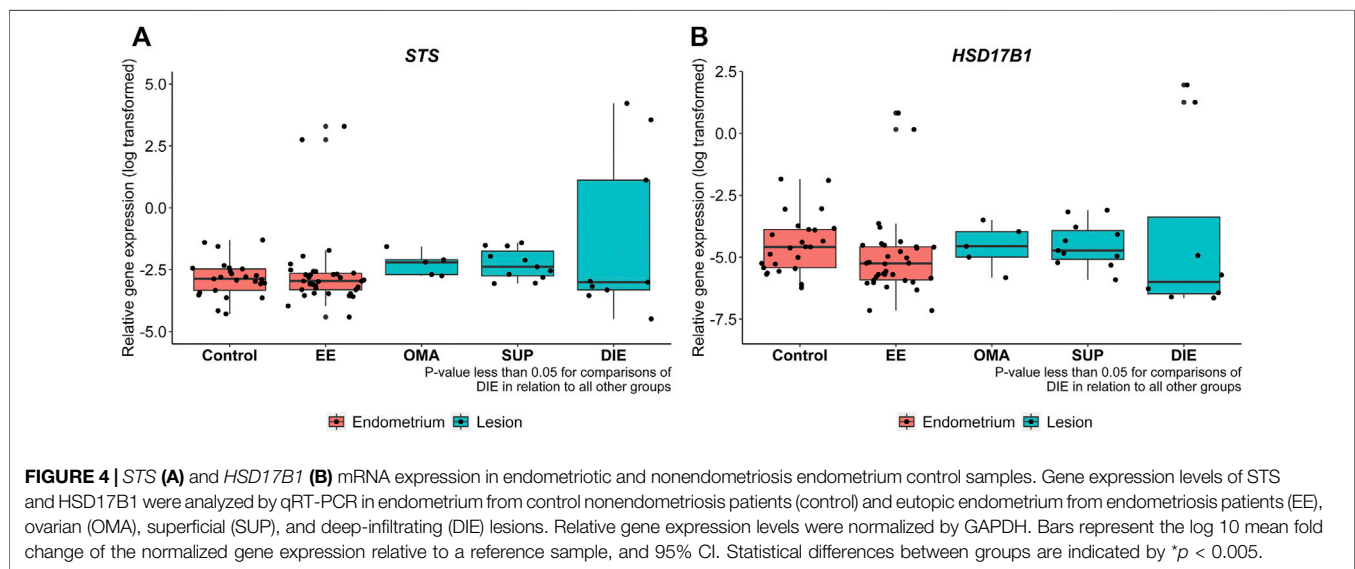 A
B
STS
HSD17B1
Relative gene expression (log transformed)
5.0
2.5
0.0
-2.5
-5.0
Control EE OMA SUP DIE
P-value less than 0.05 for comparisons of
DIE in relation to all other groups
Relative gene expression (log transformed)
2.5
0.0
-2.5
-5.0
-7.5
Control EE OMA SUP DIE
P-value less than 0.05 for comparisons of
DIE in relation to all other groups
Endometrium Lesion
Endometrium Lesion
FIGURE 4 | STS (A) and HSD17B1 (B) mRNA expression in endometriotic and nonendometriosis endometrium control samples. Gene expression levels of STS
and HSD17B1 were analyzed by qRT-PCR in endometrium from control nonendometriosis patients (control) and eutopic endometrium from endometriosis patients (EE),
ovarian (OMA), superficial (SUP), and deep-infiltrating (DIE) lesions. Relative gene expression levels were normalized by GAPDH. Bars represent the log 10 mean fold
change of the normalized gene expression relative to a reference sample, and 95% CI. Statistical differences between groups are indicated by *p < 0.005.